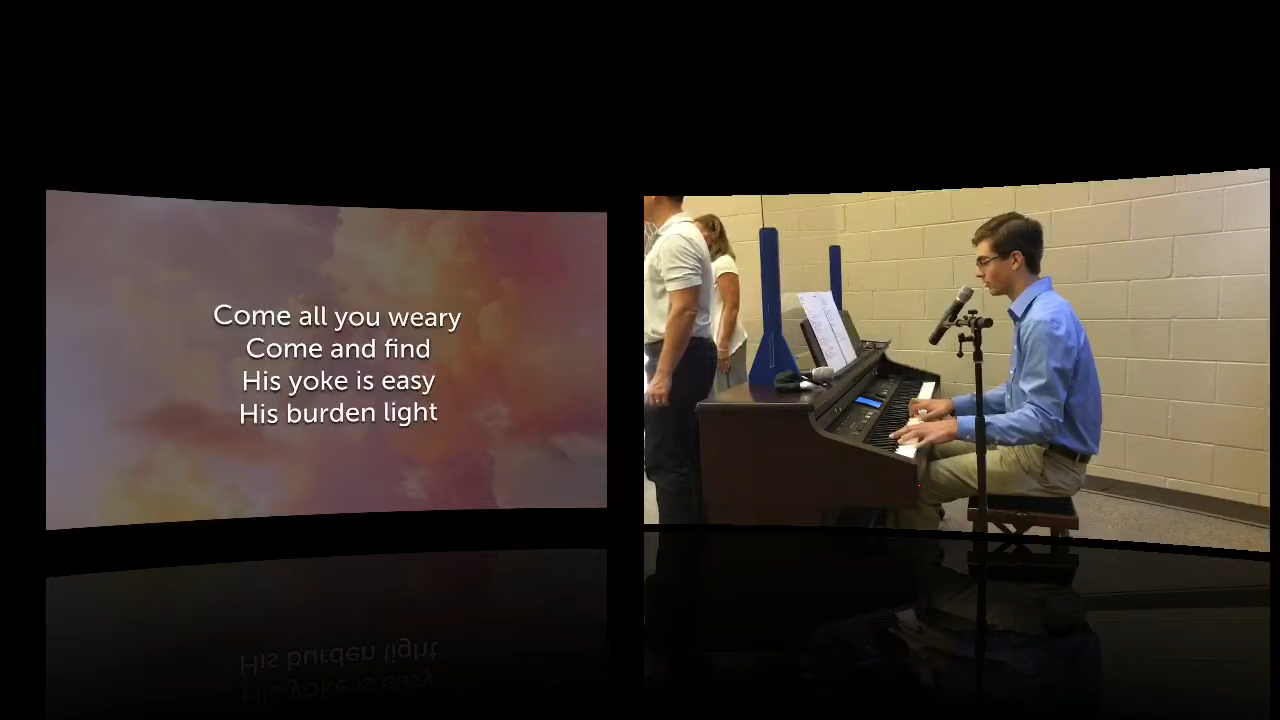 Come all you weary
Come and find
His yoke is easy
His burden light